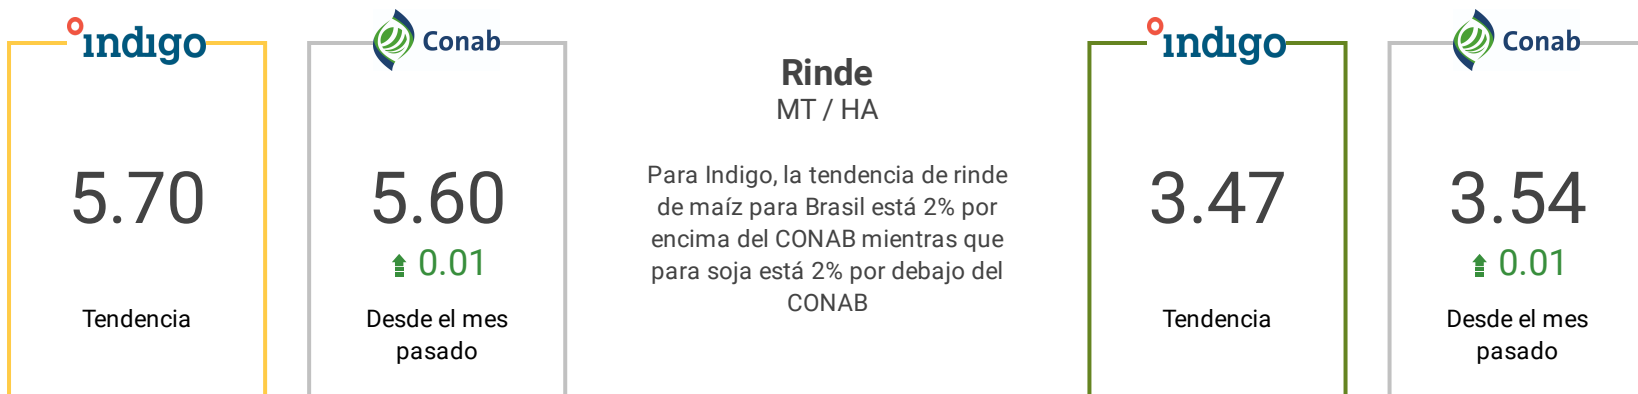 indigo
5.70
Tendencia
Conab
5.60
0.01
Desde el mes
pasado
Rinde
MT / HA
Para Indigo, la tendencia de rinde
de maíz para Brasil está 2% por
encima del CONAB mientras que
para soja está 2% por debajo del
CONAB
indigo
3.47
Tendencia
Conab
3.54
0.01
Desde el mes
pasado